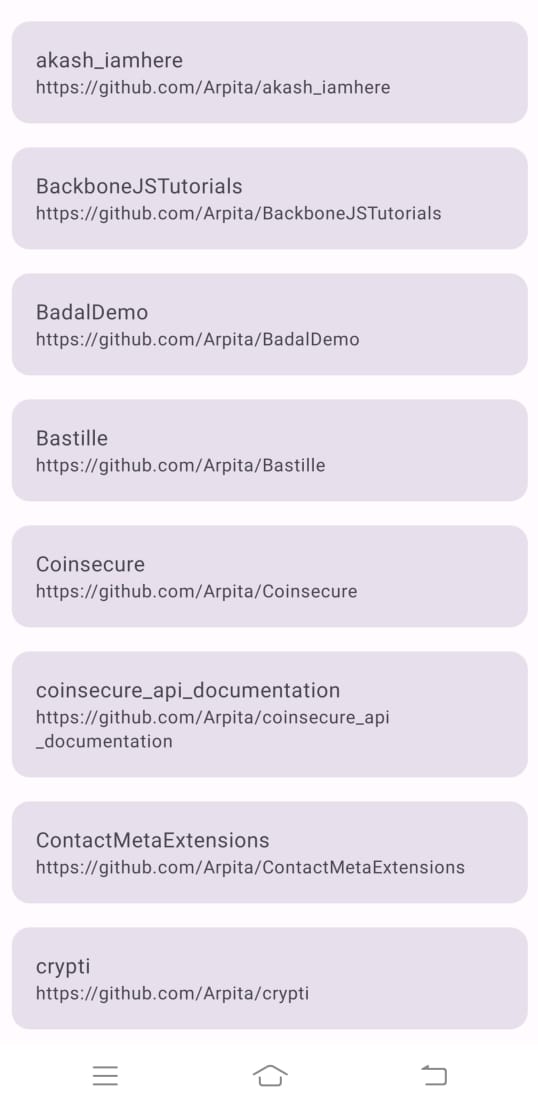 akash_iamhere
https://github.com/Arpita/akash_iamhere
BackboneJSTutorials
https://github.com/Arpita/BackboneJSTutorials
BadalDemo
https://github.com/Arpita/BadalDemo
Bastille
https://github.com/Arpita/Bastille
Coinsecure
https://github.com/Arpita/Coinsecure
coinsecure_api_documentation
https://github.com/Arpita/coinsecure_api
_documentation
ContactMetaExtensions
https://github.com/Arpita/ContactMetaExtensions
crypti
https://github.com/Arpita/crypti